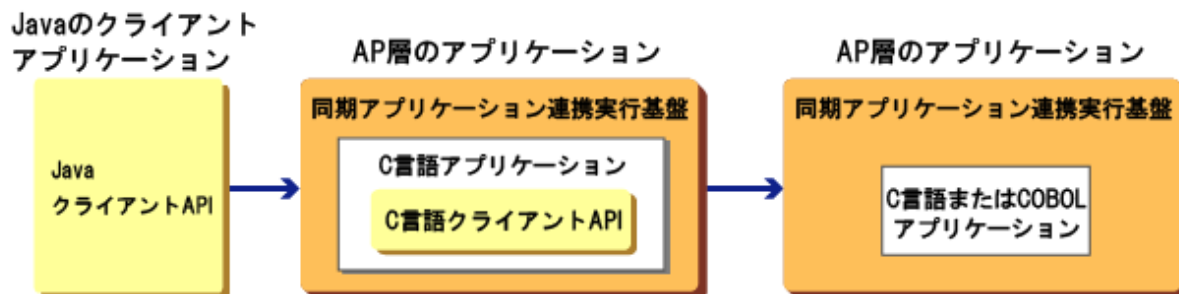 Javaのクライアント
アプリケーション
Java
クライアントAPI
AP層のアプリケーション
同期アプリケーション連携実行基盤
C言語アプリケーション
C言語クライアントAPI
AP層のアプリケーション
同期アプリケーション連携実行基盤
C言語またはCOBOL
アプリケーション